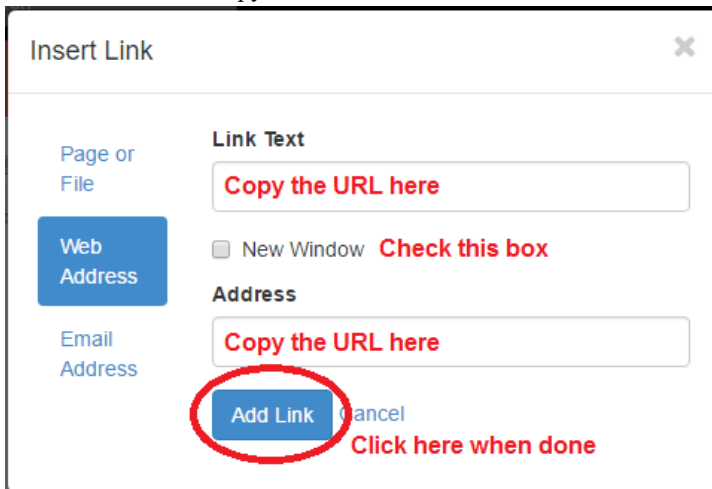 Insert Link
×
Page or
File
Web
Address
Email
Address
Link Text
Copy the URL here
New Window Check this box
Address
Copy the URL here
Add Link Cancel
Click here when done